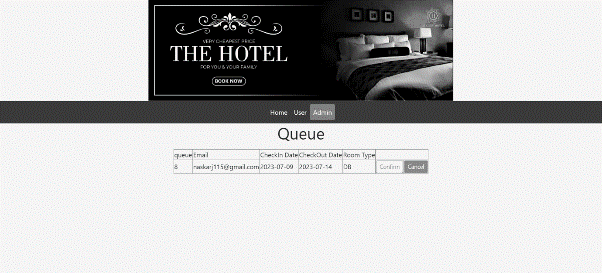 VERY CHEAPEST PRICE
THE HOTEL
FOR YOU & YOUR FAMILY
BOOK NOW
Home User Admin
Queue
queue Email CheckIn Date CheckOut Date Room Type
8 naskarj115@gmail.com 2023-07-09 2023-07-14 DB Confirm Cancel